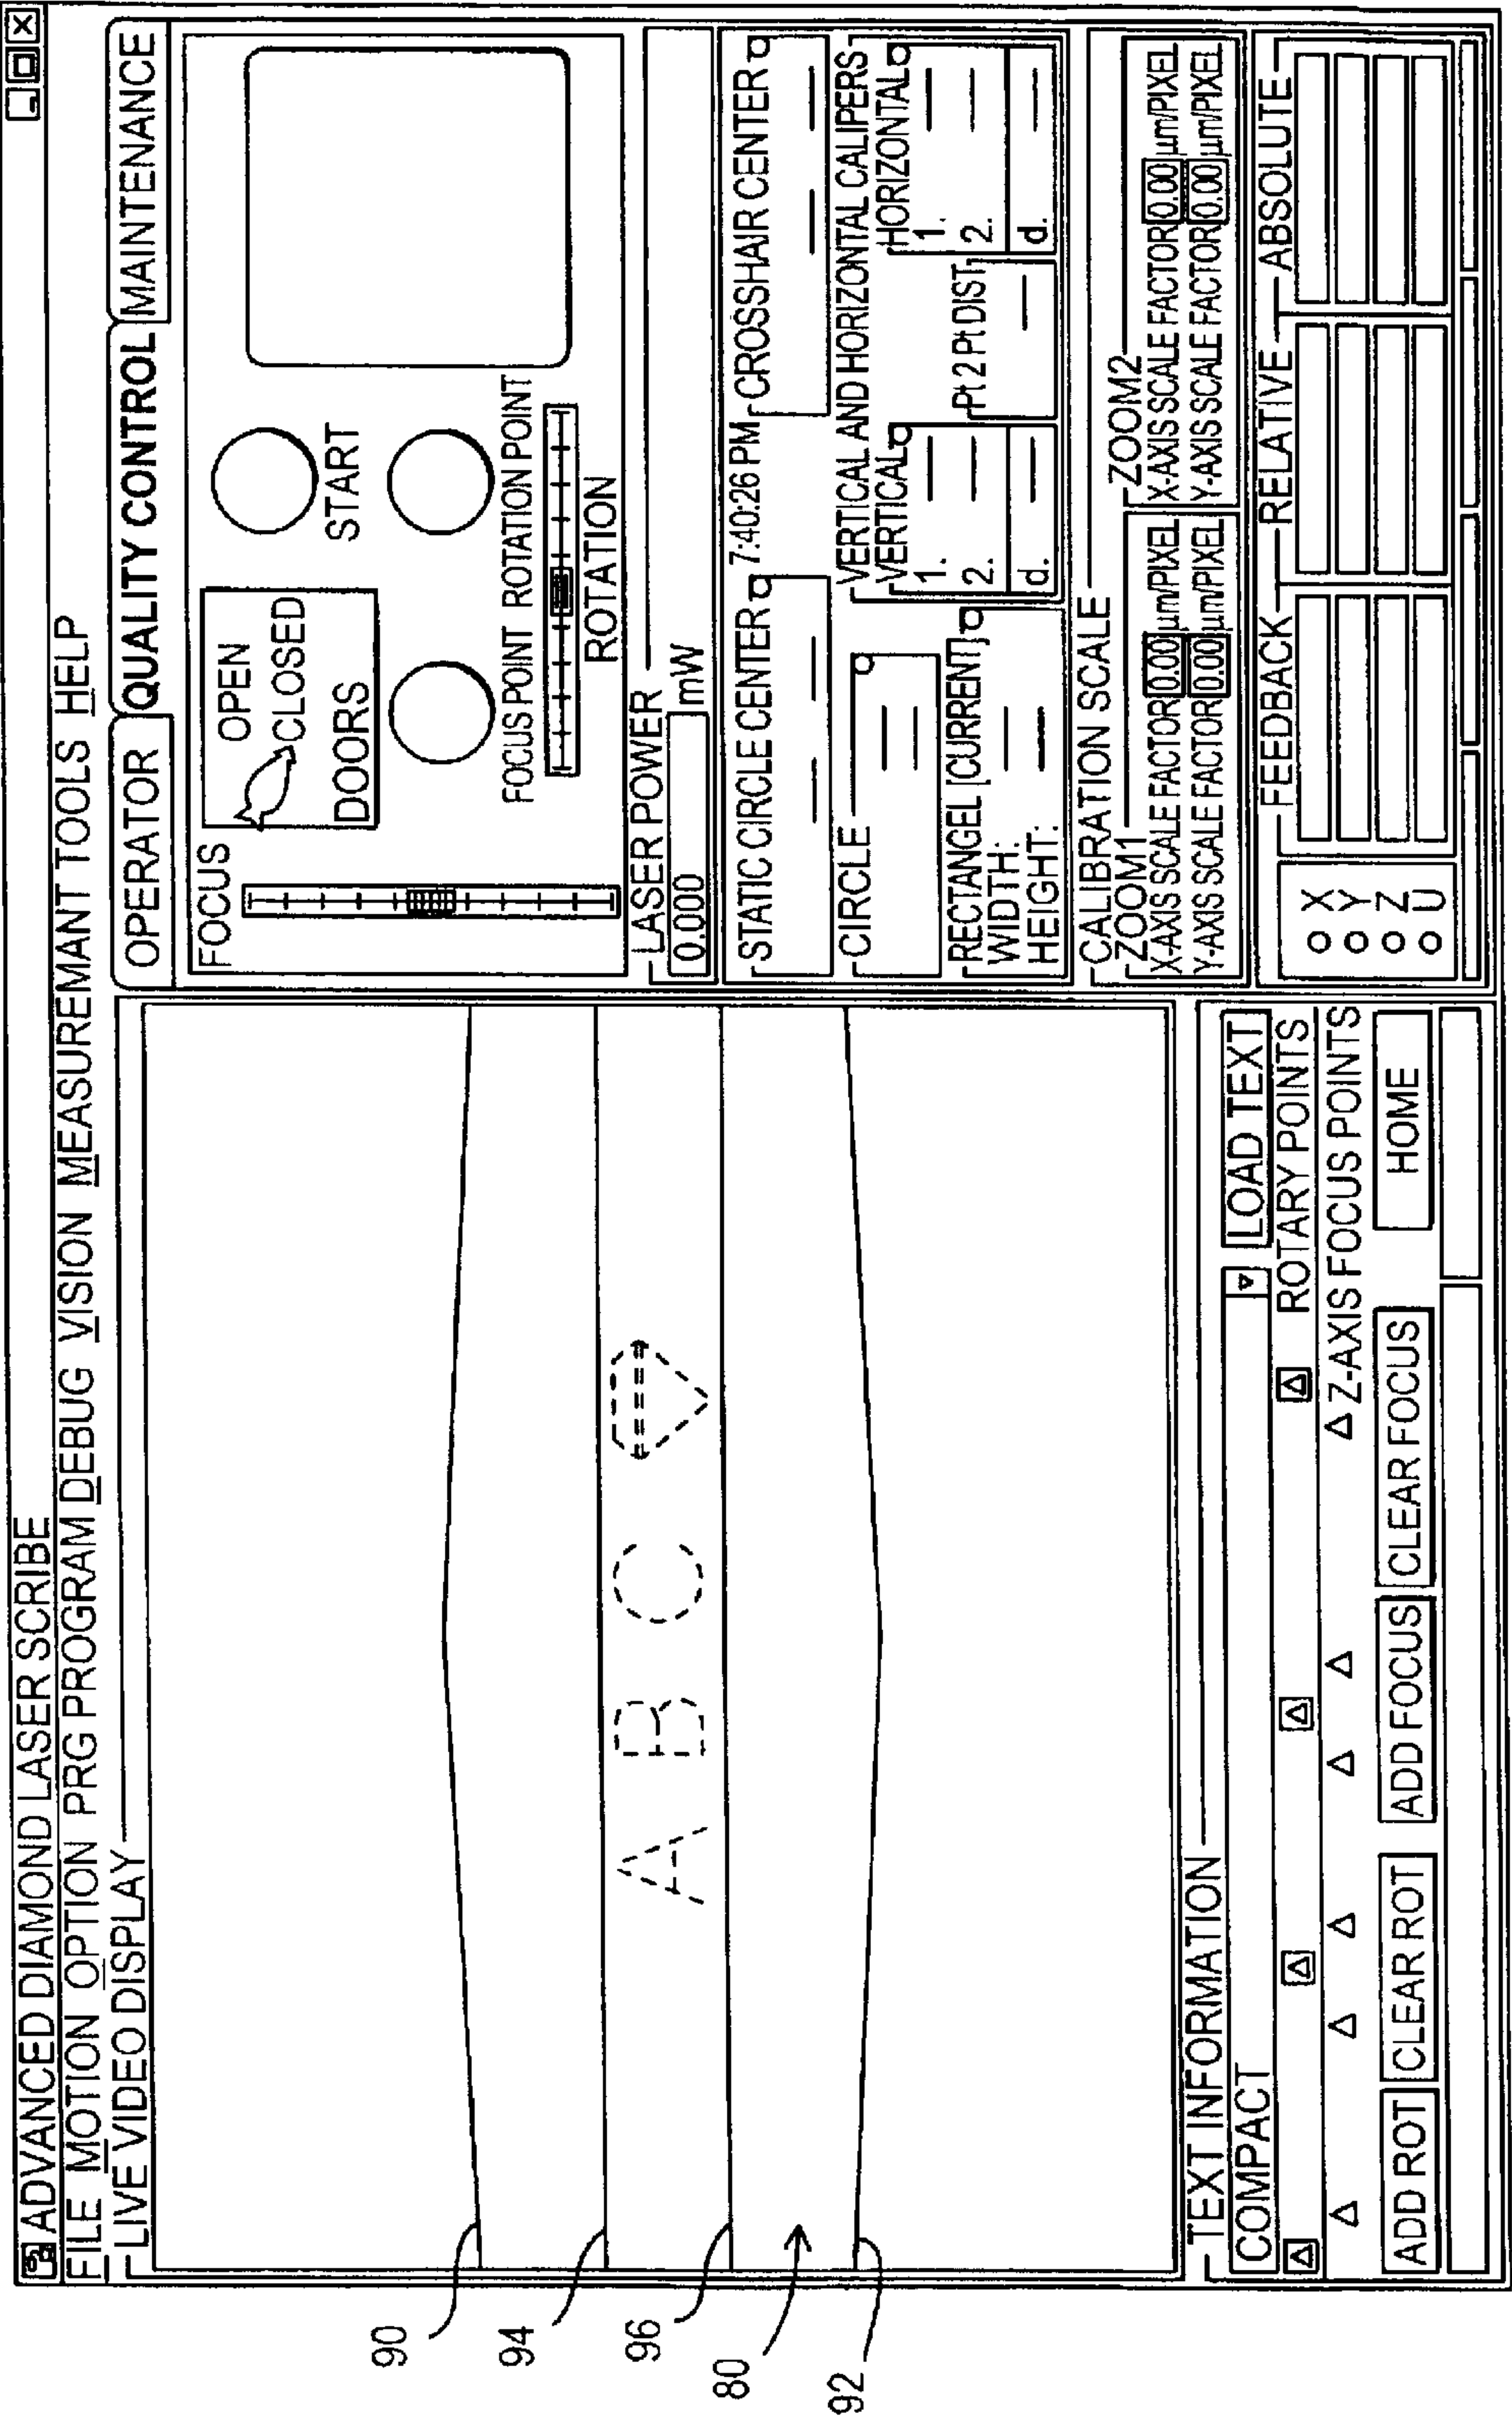 ADVANCED DIAMOND LASER SCRIBE
FILE MOTION OPTION PRG PROGRAM DEBUG VISION MEASUREMANT TOOLS HELP
LIVE VIDEO DISPLAY
90
94
96
80
92
A B C
TEXT INFORMATION
COMPACT
LOAD TEXT
ROTARY POINTS
Z-AXIS FOCUS POINTS
ADD ROT CLEAR ROT ADD FOCUS CLEAR FOCUS HOME
OPERATOR QUALITY CONTROL MAINTENANCE
FOCUS
OPEN
CLOSED
DOORS
START
FOCUS POINT ROTATION POINT
ROTATION
LASER POWER
0.000 mW
STATIC CIRCLE CENTER 7:40:26 PM CROSSHAIR CENTER
CIRCLE
RECTANGEL [CURRENT]
WIDTH:
HEIGHT:
VERTICAL AND HORIZONTAL CALIPERS
VERTICAL
1.
2.
d.
Pt 2 Pt DIST
HORIZONTAL
1.
2.
d.
CALIBRATION SCALE
ZOOM1
X-AXIS SCALE FACTOR 0.00 µm/PIXEL
Y-AXIS SCALE FACTOR 0.00 µm/PIXEL
ZOOM2
X-AXIS SCALE FACTOR 0.00 µm/PIXEL
Y-AXIS SCALE FACTOR 0.00 µm/PIXEL
FEEDBACK RELATIVE ABSOLUTE
X
Y
Z
U